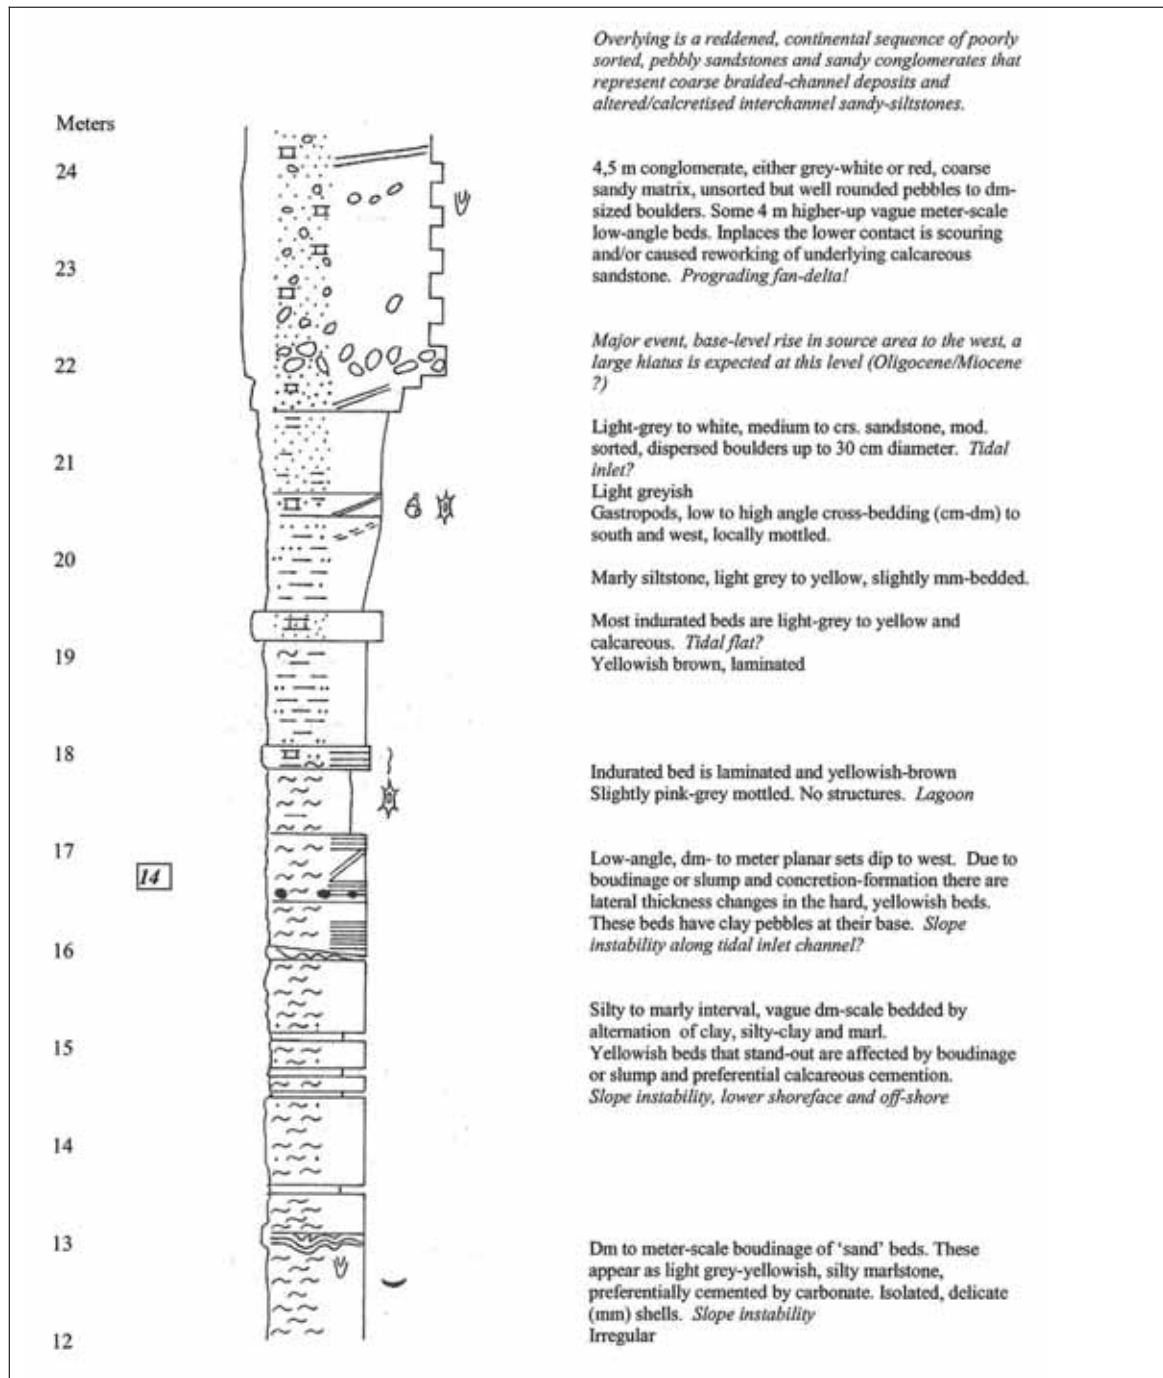 Overlying is a reddened, continental sequence of poorly
sorted, pebbly sandstones and sandy conglomerates that
represent coarse braided-channel deposits and
altered/calcretised interchannel sandy-siltstones.
Meters
24
4,5 m conglomerate, either grey-white or red, coarse
sandy matrix, unsorted but well rounded pebbles to dm-
sized boulders. Some 4 m higher-up vague meter-scale
low-angle beds. Inplaces the lower contact is scouring
and/or caused reworking of underlying calcareous
sandstone. Prograding fan-delta!
23
Major event, base-level rise in source area to the west, a
large hiatus is expected at this level (Oligocene/Miocene
?)
22
Light-grey to white, medium to crs. sandstone, mod.
sorted, dispersed boulders up to 30 cm diameter. Tidal
inlet?
21
Light greyish
Gastropods, low to high angle cross-bedding (cm-dm) to
south and west, locally mottled.
20
Marly siltstone, light grey to yellow, slightly mm-bedded.
Most indurated beds are light-grey to yellow and
calcareous. Tidal flat?
19
Yellowish brown, laminated
18
Indurated bed is laminated and yellowish-brown
Slightly pink-grey mottled. No structures. Lagoon
17
14
Low-angle, dm- to meter planar sets dip to west. Due to
boudinage or slump and concretion-formation there are
lateral thickness changes in the hard, yellowish beds.
These beds have clay pebbles at their base. Slope
instability along tidal inlet channel?
16
Silty to marly interval, vague dm-scale bedded by
alternation of clay, silty-clay and marl.
15
Yellowish beds that stand-out are affected by boudinage
or slump and preferential calcareous cemention.
Slope instability, lower shoreface and off-shore
14
13
Dm to meter-scale boudinage of 'sand' beds. These
appear as light grey-yellowish, silty marlstone,
preferentially cemented by carbonate. Isolated, delicate
(mm) shells. Slope instability
12
Irregular